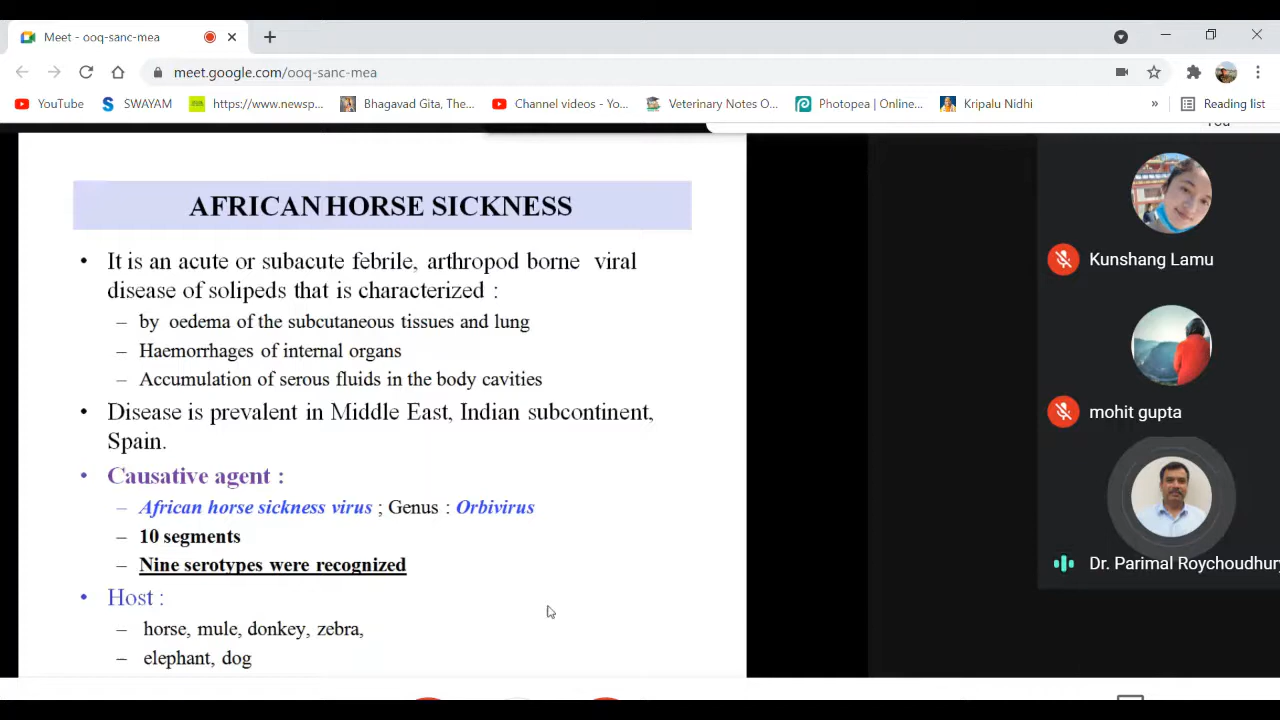 Meet - ooq-sanc-mea
meet.google.com/ooq-sanc-mea
YouTube
SWAYAM
https://www.newsp...
Bhagavad Gita, The...
Channel videos - Yo...
Veterinary Notes O...
Photopea | Online...
Kripalu Nidhi
»
Reading list
You
AFRICAN HORSE SICKNESS
• It is an acute or subacute febrile, arthropod borne viral
disease of solipeds that is characterized :
– by oedema of the subcutaneous tissues and lung
– Haemorrhages of internal organs
– Accumulation of serous fluids in the body cavities
• Disease is prevalent in Middle East, Indian subcontinent,
Spain.
• Causative agent :
– African horse sickness virus ; Genus : Orbivirus
– 10 segments
– Nine serotypes were recognized
• Host :
– horse, mule, donkey, zebra,
– elephant, dog
Kunshang Lamu
mohit gupta
Dr. Parimal Roychoudhury